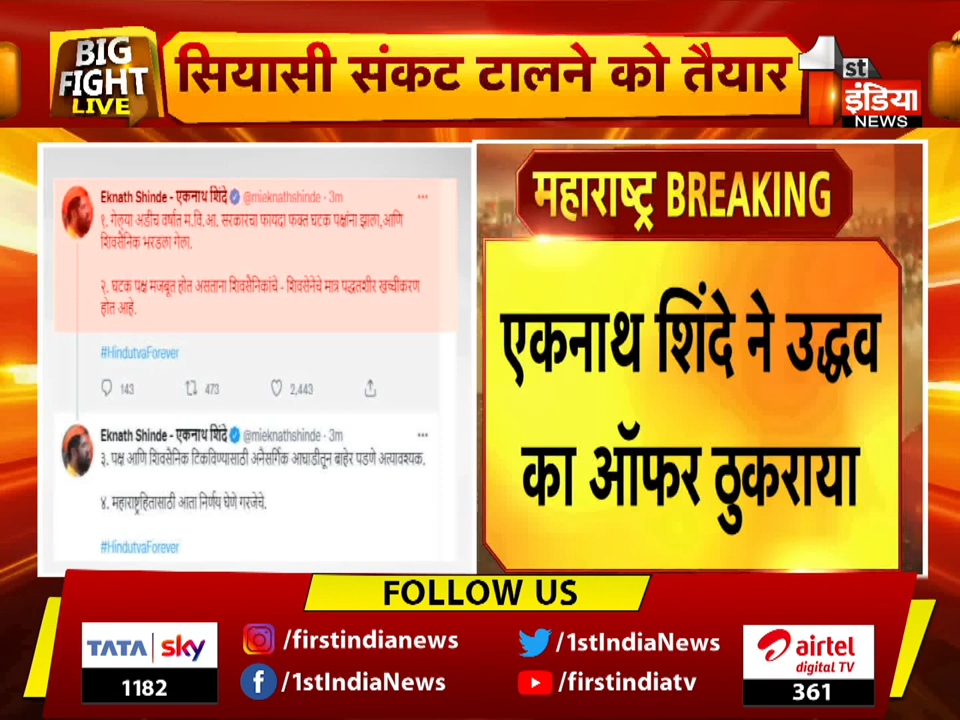 BIG
FIGHT
LIVE
सियासी संकट टालने को तैयार
1st
इंडिया
NEWS
Eknath Shinde - एकनाथ शिंदे @mieknathshinde · 3m
१. गेल्या अडीच वर्षात म.वि.आ. सरकारचा फायदा फक्त घटक पक्षांना झाला,आणि
शिवसैनिक भरडला गेला.
२. घटक पक्ष मजबूत होत असताना शिवसैनिकांचे - शिवसेनेचे मात्र पद्धतशीर खच्चीकरण
होत आहे.
#HindutvaForever
143 473 2,443
Eknath Shinde - एकनाथ शिंदे @mieknathshinde · 3m
३. पक्ष आणि शिवसैनिक टिकविण्यासाठी अनैसर्गिक आघाडीतून बाहेर पडणे अत्यावश्यक.
४. महाराष्ट्रहितासाठी आता निर्णय घेणे गरजेचे.
#HindutvaForever
महाराष्ट्र BREAKING
एकनाथ शिंदे ने उद्धव
का ऑफर ठुकराया
FOLLOW US
TATA sky
1182
/firstindianews
/1stIndiaNews
/1stIndiaNews
/firstindiatv
airtel
digital TV
361